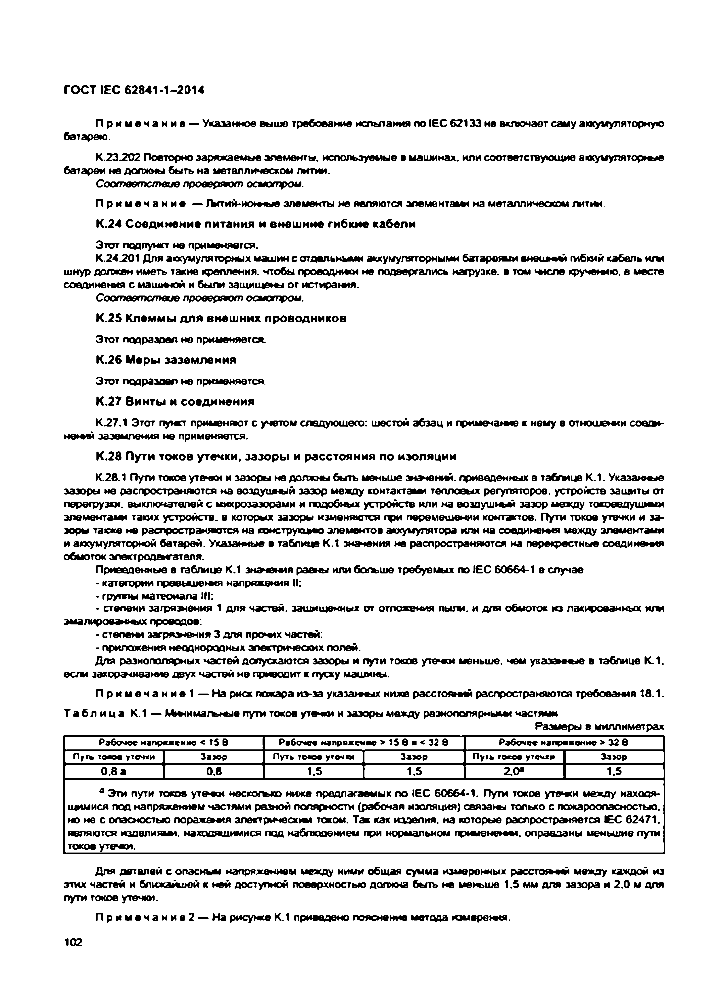 ГОСТ IEC 62841-1–2014
Примечание — Указанное выше требование испытания по IEC 62133 не включает саму аккумуляторную
батарею.
К.23.202 Повторно заряжаемые элементы, используемые в машинах, или соответствующие аккумуляторные
батареи не должны быть на металлическом литии.
Соответствие проверяют осмотром.
Примечание — Литий-ионные элементы не являются элементами на металлическом литии.
К.24 Соединение питания и внешние гибкие кабели
Этот подпункт не применяется.
К.24.201 Для аккумуляторных машин с отдельными аккумуляторными батареями внешний гибкий кабель или
шнур должен иметь такие крепления, чтобы проводники не подвергались нагрузке, в том числе кручению, в месте
соединения с машиной и были защищены от истирания.
Соответствие проверяют осмотром.
К.25 Клеммы для внешних проводников
Этот подраздел не применяется.
К.26 Меры заземления
Этот подраздел не применяется.
К.27 Винты и соединения
К.27.1 Этот пункт применяют с учетом следующего: шестой абзац и примечание к нему в отношении соеди-
нений заземления не применяется.
К.28 Пути токов утечки, зазоры и расстояния по изоляции
К.28.1 Пути токов утечки и зазоры не должны быть меньше значений, приведенных в таблице К.1. Указанные
зазоры не распространяются на воздушный зазор между контактами тепловых регуляторов, устройств защиты от
перегрузки, выключателей с микрозазорами и подобных устройств или на воздушный зазор между токоведущими
элементами таких устройств, в которых зазоры изменяются при перемещении контактов. Пути токов утечки и за-
зоры также не распространяются на конструкцию элементов аккумулятора или на соединения между элементами
и аккумуляторной батарей. Указанные в таблице К.1 значения не распространяются на перекрестные соединения
обмоток электродвигателя.
Приведенные в таблице К.1 значения равны или больше требуемых по IEC 60664-1 в случае
- категории превышения напряжения II;
- группы материала III;
- степени загрязнения 1 для частей, защищенных от отложения пыли, и для обмоток из лакированных или
эмалированных проводов;
- степени загрязнения 3 для прочих частей;
- приложения неоднородных электрических полей.
Для разнополярных частей допускаются зазоры и пути токов утечки меньше, чем указанные в таблице К.1,
если закорачивание двух частей не приводит к пуску машины.
Примечание 1 — На риск пожара из-за указанных ниже расстояний распространяются требования 18.1.
Таблица К.1 — Минимальные пути токов утечки и зазоры между разнополярными частями
Размеры в миллиметрах
Рабочее напряжение < 15 В Рабочее напряжение > 15 В и < 32 В Рабочее напряжение > 32 В
Путь токов утечки Зазор Путь токов утечки Зазор Путь токов утечки Зазор
0.8 а 0.8 1.5 1.5 2.0ᵃ 1.5
ᵃ Эти пути токов утечки несколько ниже предлагаемых по IEC 60664-1. Пути токов утечки между находя-
щимися под напряжением частями разной полярности (рабочая изоляция) связаны только с пожароопасностью,
но не с опасностью поражения электрическим током. Так как изделия, на которые распространяется IEC 62471,
являются изделиями, находящимися под наблюдением при нормальном применении, оправданы меньшие пути
токов утечки.
Для деталей с опасным напряжением между ними общая сумма измеренных расстояний между каждой из
этих частей и ближайшей к ней доступной поверхностью должна быть не меньше 1.5 мм для зазора и 2.0 м для
пути токов утечки.
Примечание 2 — На рисунке К.1 приведено пояснение метода измерения.
102